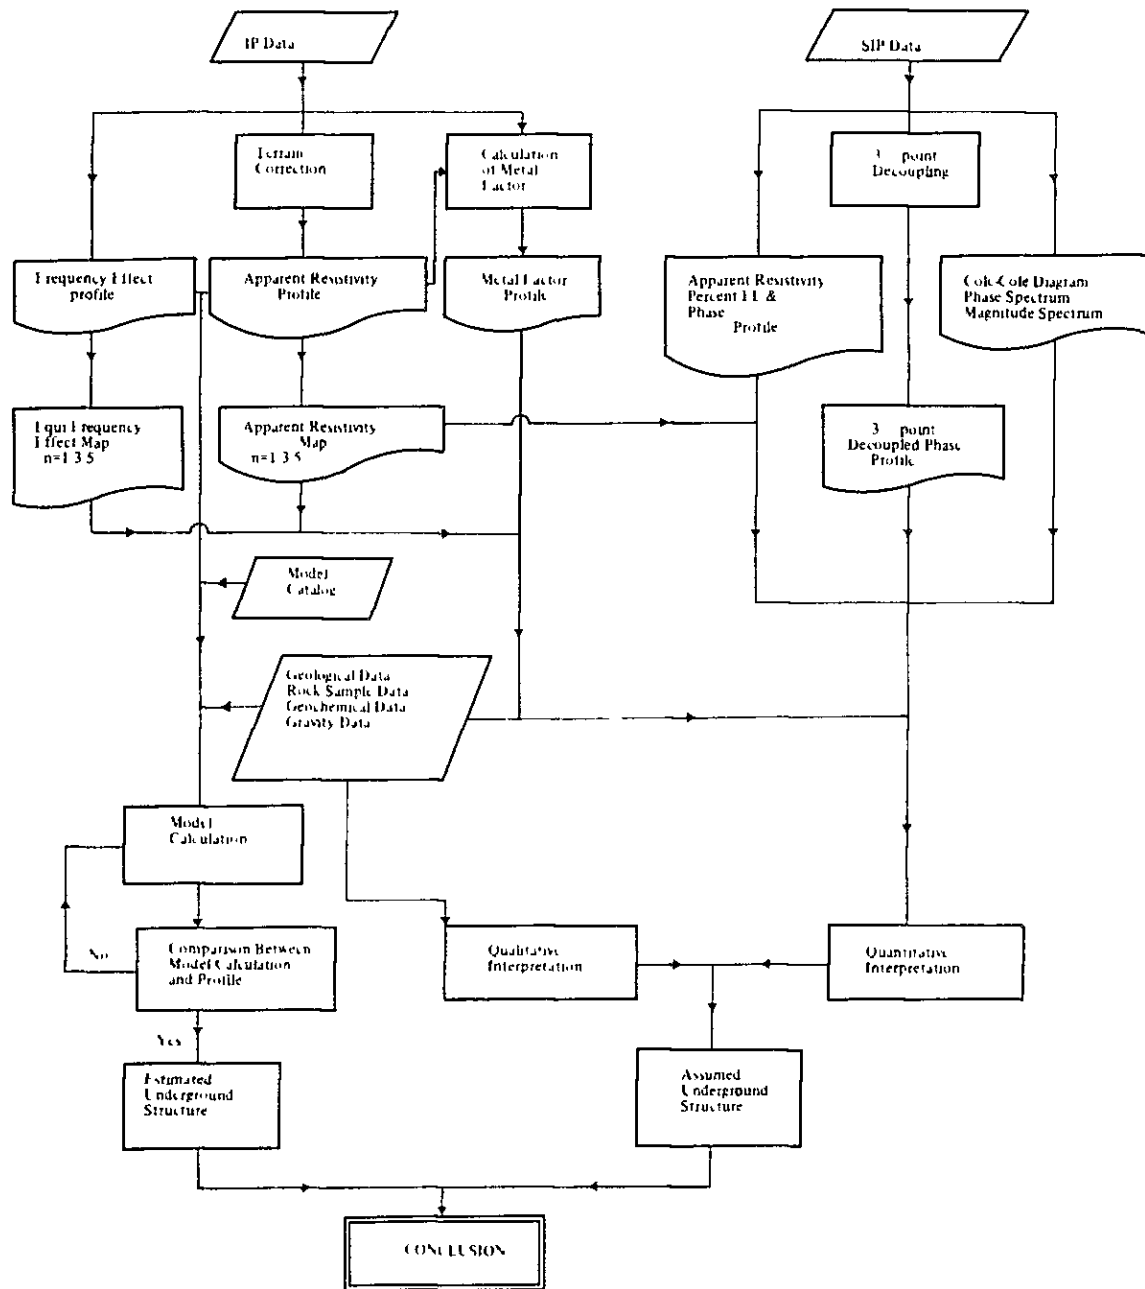 IP Data
SIP Data
Terrain
Correction
Calculation
of Metal
Factor
3 point
Decoupling
Frequency Effect
profile
Apparent Resistivity
Profile
Metal Factor
Profile
Apparent Resistivity
Percent FE &
Phase
Profile
Cole-Cole Diagram
Phase Spectrum
Magnitude Spectrum
Equi Frequency
Effect Map
n=1 3 5
Apparent Resistivity
Map
n=1 3 5
3 point
Decoupled Phase
Profile
Model
Catalog
Geological Data
Rock Sample Data
Geochemical Data
Gravity Data
Model
Calculation
No
Comparison Between
Model Calculation
and Profile
Qualitative
Interpretation
Quantitative
Interpretation
Yes
Estimated
Underground
Structure
Assumed
Underground
Structure
CONCLUSION